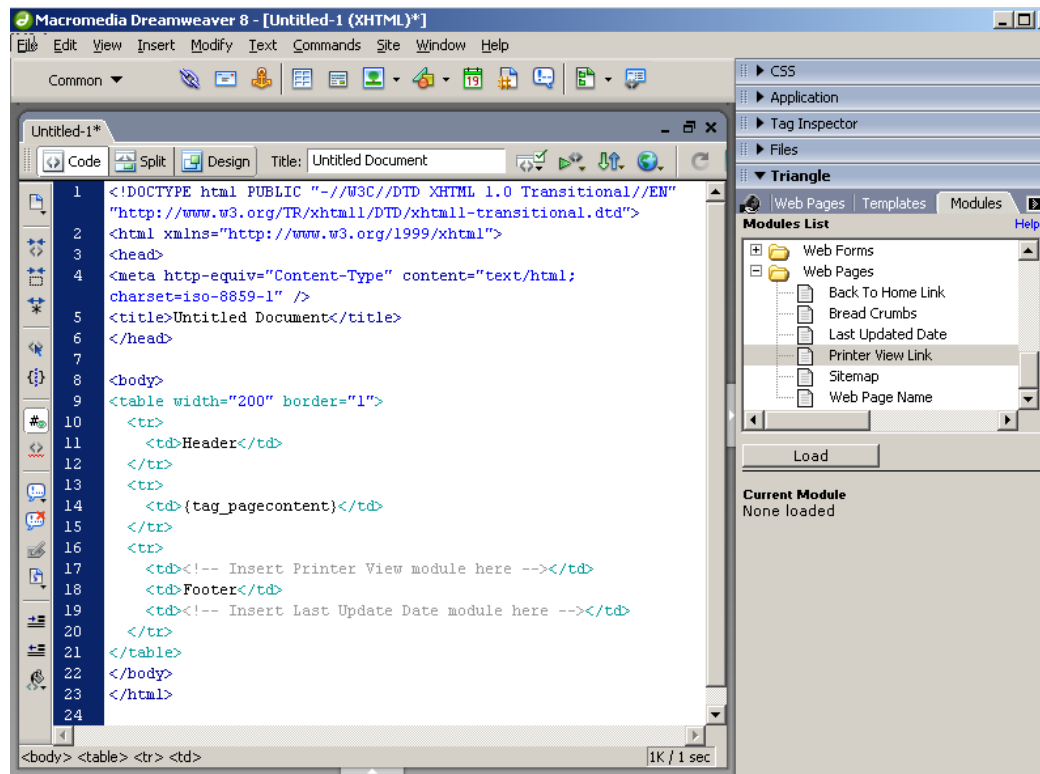 Macromedia Dreamweaver 8 - [Untitled-1 (XHTML)*]
File Edit View Insert Modify Text Commands Site Window Help
Common
Untitled-1*
Code Split Design Title: Untitled Document
1 <!DOCTYPE html PUBLIC "-//W3C//DTD XHTML 1.0 Transitional//EN"
"http://www.w3.org/TR/xhtml1/DTD/xhtml1-transitional.dtd">
2 <html xmlns="http://www.w3.org/1999/xhtml">
3 <head>
4 <meta http-equiv="Content-Type" content="text/html;
charset=iso-8859-1" />
5 <title>Untitled Document</title>
6 </head>
7
8 <body>
9 <table width="200" border="1">
10 <tr>
11 <td>Header</td>
12 </tr>
13 <tr>
14 <td>{tag_pagecontent}</td>
15 </tr>
16 <tr>
17 <td><!-- Insert Printer View module here --></td>
18 <td>Footer</td>
19 <td><!-- Insert Last Update Date module here --></td>
20 </tr>
21 </table>
22 </body>
23 </html>
24
<body> <table> <tr> <td> 1K / 1 sec
CSS
Application
Tag Inspector
Files
Triangle
Web Pages Templates Modules
Modules List Help
Web Forms
Web Pages
Back To Home Link
Bread Crumbs
Last Updated Date
Printer View Link
Sitemap
Web Page Name
Load
Current Module
None loaded